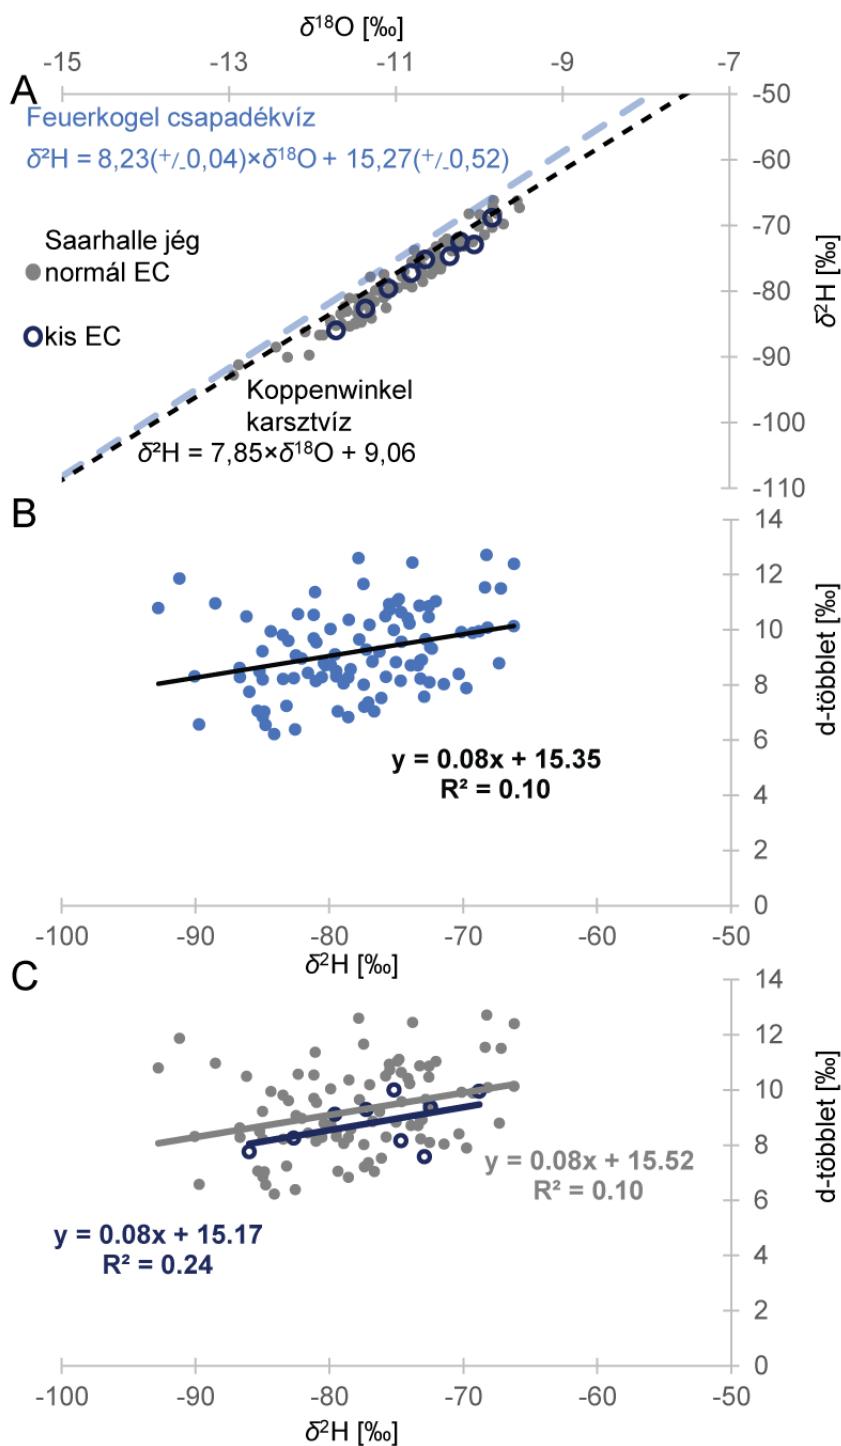 δ¹⁸O [‰]
-15 -13 -11 -9 -7
A
-50
Feuerkogel csapadékvíz
δ²H = 8,23(⁺/₋0,04)×δ¹⁸O + 15,27(⁺/₋0,52)
-60
-70
Saarhalle jég
normál EC
-80
δ²H [‰]
kis EC
-90
Koppenwinkel
karsztvíz
-100
δ²H = 7,85×δ¹⁸O + 9,06
-110
B
14
12
10
8
d-többlet [‰]
6
y = 0.08x + 15.35
R² = 0.10
4
2
0
-100 -90 -80 -70 -60 -50
δ²H [‰]
C
14
12
10
8
d-többlet [‰]
y = 0.08x + 15.52
R² = 0.10
6
y = 0.08x + 15.17
R² = 0.24
4
2
0
-100 -90 -80 -70 -60 -50
δ²H [‰]